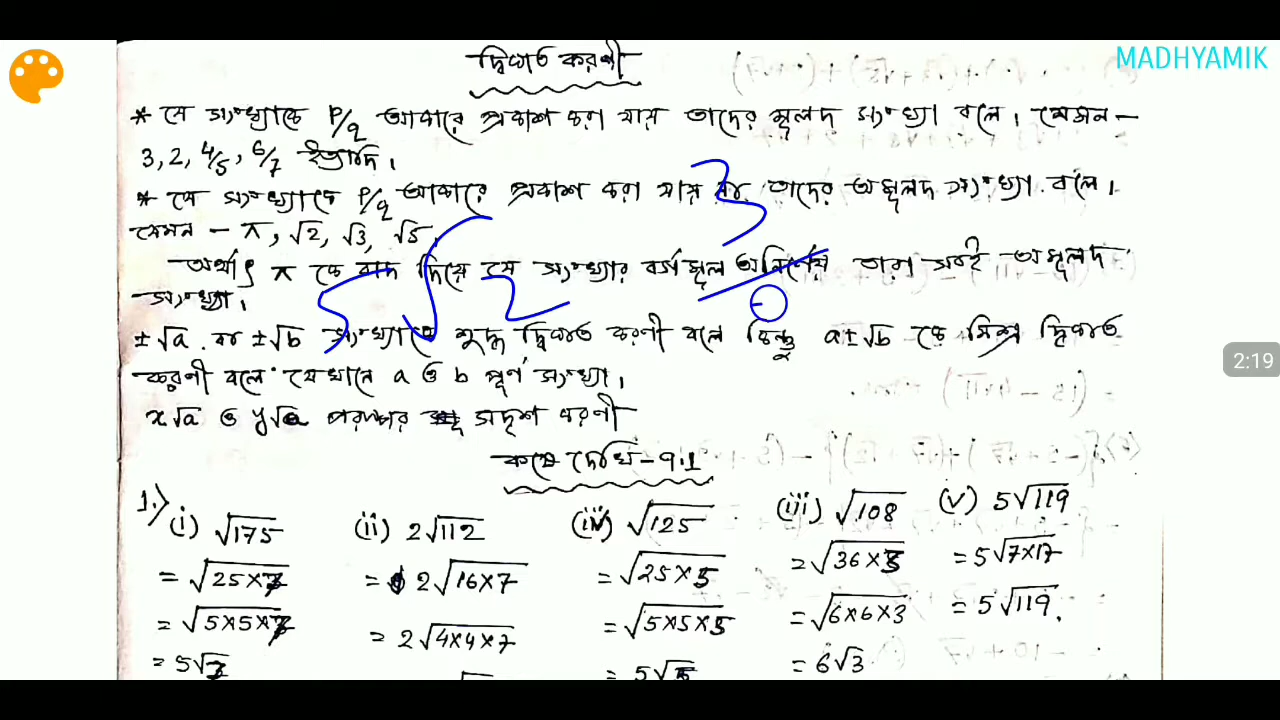 MADHYAMIK
দ্বিঘাত করণী
* যে সংখ্যাকে P/q আকারে প্রকাশ করা যায় তাদের মূলদ সংখ্যা বলে। যেমন –
3, 2, 4/5, 6/7 ইত্যাদি।
* যে সংখ্যাকে P/q আকারে প্রকাশ করা যায় না তাদের অমূলদ সংখ্যা বলে।
যেমন – π, √2, √3, √5,
অর্থাৎ π কে বাদ দিয়ে যে সংখ্যার বর্গমূল অনির্ণেয় তারা সবই অমূলদ
সংখ্যা।
2:19
±√a বা ±√b সংখ্যাকে শুদ্ধ দ্বিঘাত করণী বলে কিন্তু a±√b কে মিশ্র দ্বিঘাত
করণী বলে যেখানে a ও b পূর্ণ সংখ্যা।
x√a ও y√a পরস্পর সদৃশ করণী
কষে দেখি – 9.1
1.) (i) √175 (ii) 2√112 (iv) √125 (iii) √108 (v) 5√119
= √25×7 = 2√16×7 = √25×5 = √36×3 = 5√7×17
= √5×5×7 = 2√4×4×7 = √5×5×5 = √6×6×3 = 5√119.
= 5√7 = 5√5 = 6√3